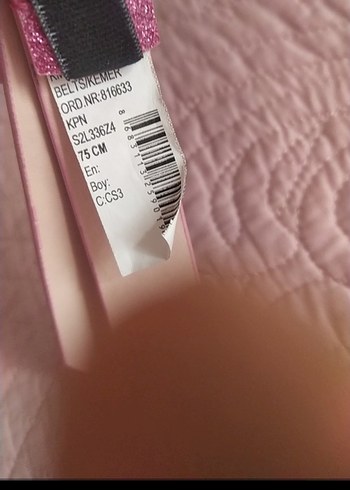 BELTS/KEMER
ORD.NR:816633
KPN
S2L336Z4
75 CM
En:
Boy:
C:CS3